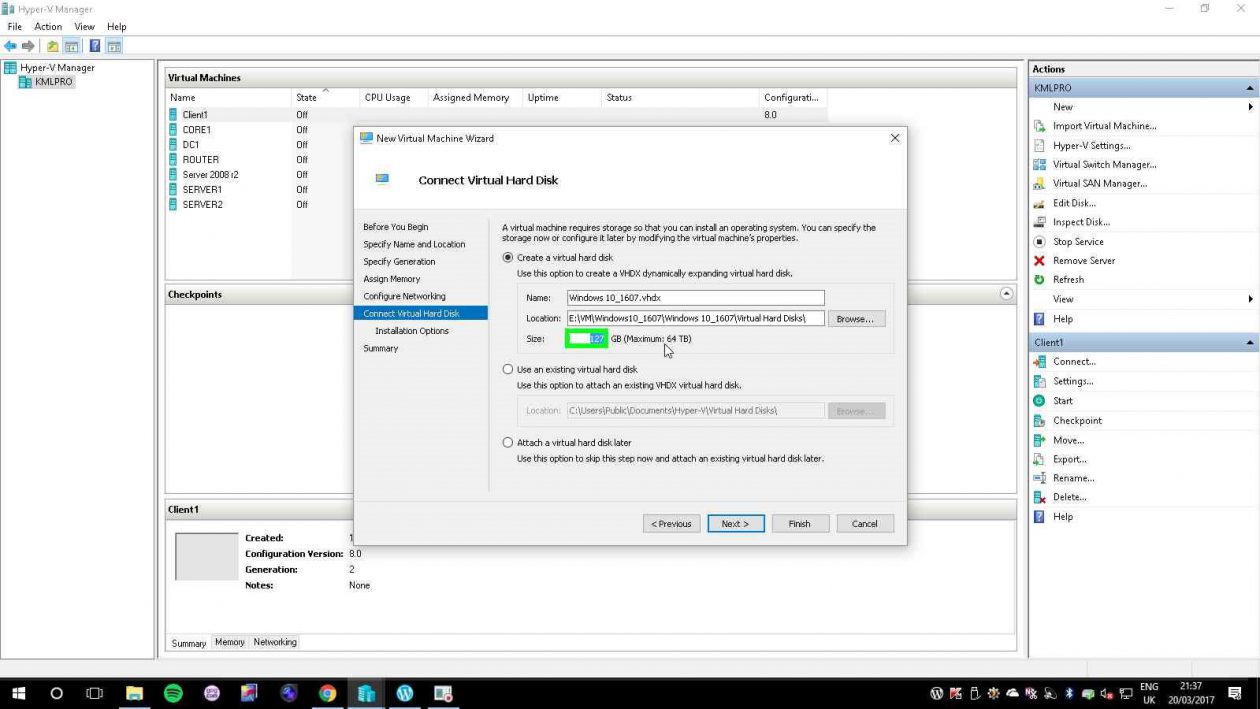 Hyper-V Manager
File Action View Help
Hyper-V Manager
KMLPRO
Virtual Machines
Name State CPU Usage Assigned Memory Uptime Status Configurati...
Client1 Off 8.0
CORE1 Off
DC1 Off
ROUTER Off
Server 2008 r2 Off
SERVER1 Off
SERVER2 Off
Checkpoints
Client1
Created: 1
Configuration Version: 8.0
Generation: 2
Notes: None
Summary Memory Networking
New Virtual Machine Wizard
Connect Virtual Hard Disk
Before You Begin
Specify Name and Location
Specify Generation
Assign Memory
Configure Networking
Connect Virtual Hard Disk
Installation Options
Summary
A virtual machine requires storage so that you can install an operating system. You can specify the
storage now or configure it later by modifying the virtual machine's properties.
Create a virtual hard disk
Use this option to create a VHDX dynamically expanding virtual hard disk.
Name: Windows 10_1607.vhdx
Location: E:\VM\Windows10_1607\Windows 10_1607\Virtual Hard Disks\ Browse...
Size: 127 GB (Maximum: 64 TB)
Use an existing virtual hard disk
Use this option to attach an existing VHDX virtual hard disk.
Location: C:\Users\Public\Documents\Hyper-V\Virtual Hard Disks\ Browse...
Attach a virtual hard disk later
Use this option to skip this step now and attach an existing virtual hard disk later.
< Previous Next > Finish Cancel
Actions
KMLPRO
New
Import Virtual Machine...
Hyper-V Settings...
Virtual Switch Manager...
Virtual SAN Manager...
Edit Disk...
Inspect Disk...
Stop Service
Remove Server
Refresh
View
Help
Client1
Connect...
Settings...
Start
Checkpoint
Move...
Export...
Rename...
Delete...
Help
ENG
UK
21:37
20/03/2017